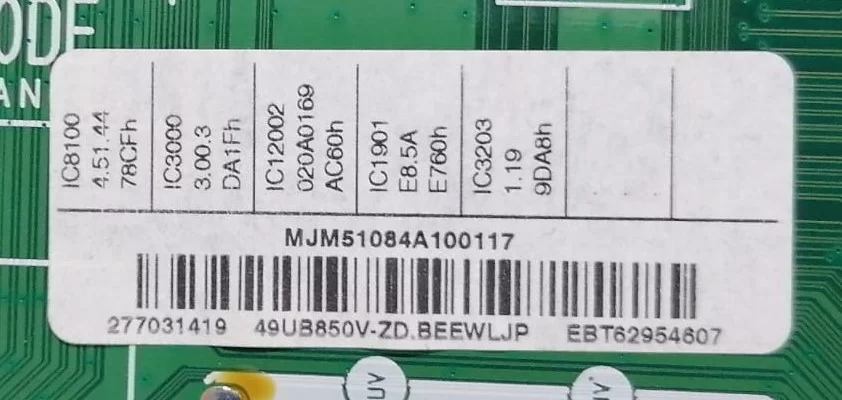 ODE
AN
IC8100
4.51.44
78CFh
IC3000
3.00.3
DA1Fh
IC12002
020A0169
AC60h
IC1901
E8.5A
E760h
IC3203
1.19
9DA8h
MJM51084A100117
277031419 49UB850V-ZD.BEEWLJP EBT62954607
UV